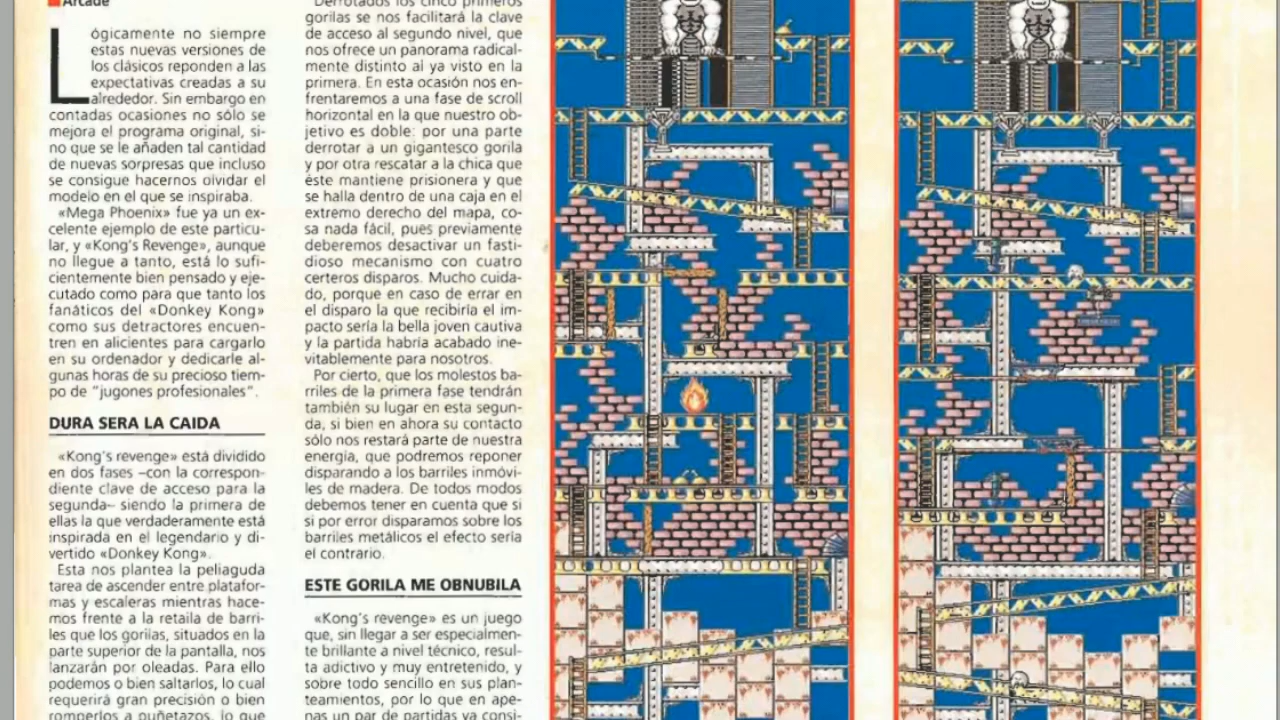 Arcade
Lógicamente no siempre
estas nuevas versiones de
los clásicos reponden a las
expectativas creadas a su
alrededor. Sin embargo en
contadas ocasiones no sólo se
mejora el programa original, si-
no que se le añaden tal cantidad
de nuevas sorpresas que incluso
se consigue hacernos olvidar el
modelo en el que se inspiraba.
«Mega Phoenix» fue ya un ex-
celente ejemplo de este particu-
lar, y «Kong's Revenge», aunque
no llegue a tanto, está lo sufi-
cientemente bien pensado y eje-
cutado como para que tanto los
fanáticos del «Donkey Kong»
como sus detractores encuen-
tren en alicientes para cargarlo
en su ordenador y dedicarle al-
gunas horas de su precioso tiem-
po de "jugones profesionales".
DURA SERA LA CAIDA
«Kong's revenge» está dividido
en dos fases –con la correspon-
diente clave de acceso para la
segunda– siendo la primera de
ellas la que verdaderamente está
inspirada en el legendario y di-
vertido «Donkey Kong».
Esta nos plantea la peliaguda
tarea de ascender entre platafor-
mas y escaleras mientras hace-
mos frente a la retaila de barri-
les que los gorilas, situados en la
parte superior de la pantalla, nos
lanzarán por oleadas. Para ello
podemos o bien saltarlos, lo cual
requerirá gran precisión o bien
romperlos a puñetazos, lo que
Derrotados los cinco primeros
gorilas se nos facilitará la clave
de acceso al segundo nivel, que
nos ofrece un panorama radical-
mente distinto al ya visto en la
primera. En esta ocasión nos en-
frentaremos a una fase de scroll
horizontal en la que nuestro ob-
jetivo es doble: por una parte
derrotar a un gigantesco gorila
y por otra rescatar a la chica que
éste mantiene prisionera y que
se halla dentro de una caja en el
extremo derecho del mapa, co-
sa nada fácil, pues previamente
deberemos desactivar un fasti-
dioso mecanismo con cuatro
certeros disparos. Mucho cuida-
do, porque en caso de errar en
el disparo la que recibiría el im-
pacto sería la bella joven cautiva
y la partida habría acabado ine-
vitablemente para nosotros.
Por cierto, que los molestos ba-
rriles de la primera fase tendrán
también su lugar en esta segun-
da, si bien en ahora su contacto
sólo nos restará parte de nuestra
energía, que podremos reponer
disparando a los barriles inmóvi-
les de madera. De todos modos
debemos tener en cuenta que si
si por error disparamos sobre los
barriles metálicos el efecto sería
el contrario.
ESTE GORILA ME OBNUBILA
«Kong's revenge» es un juego
que, sin llegar a ser especialmen-
te brillante a nivel técnico, resul-
ta adictivo y muy entretenido, y
sobre todo sencillo en sus plan-
teamientos, por lo que en ape-
nas un par de partidas ya consi-